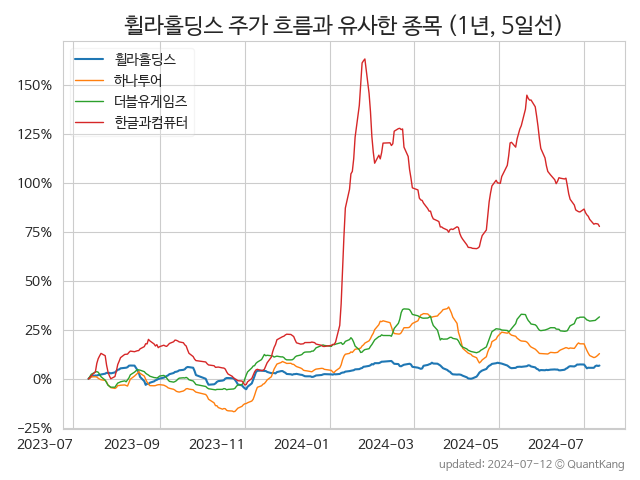 휠라홀딩스 주가 흐름과 유사한 종목 (1년, 5일선)
휠라홀딩스
하나투어
더블유게임즈
한글과컴퓨터
150%
125%
100%
75%
50%
25%
0%
−25%
2023-07
2023-09
2023-11
2024-01
2024-03
2024-05
2024-07
updated: 2024-07-12 © QuantKang